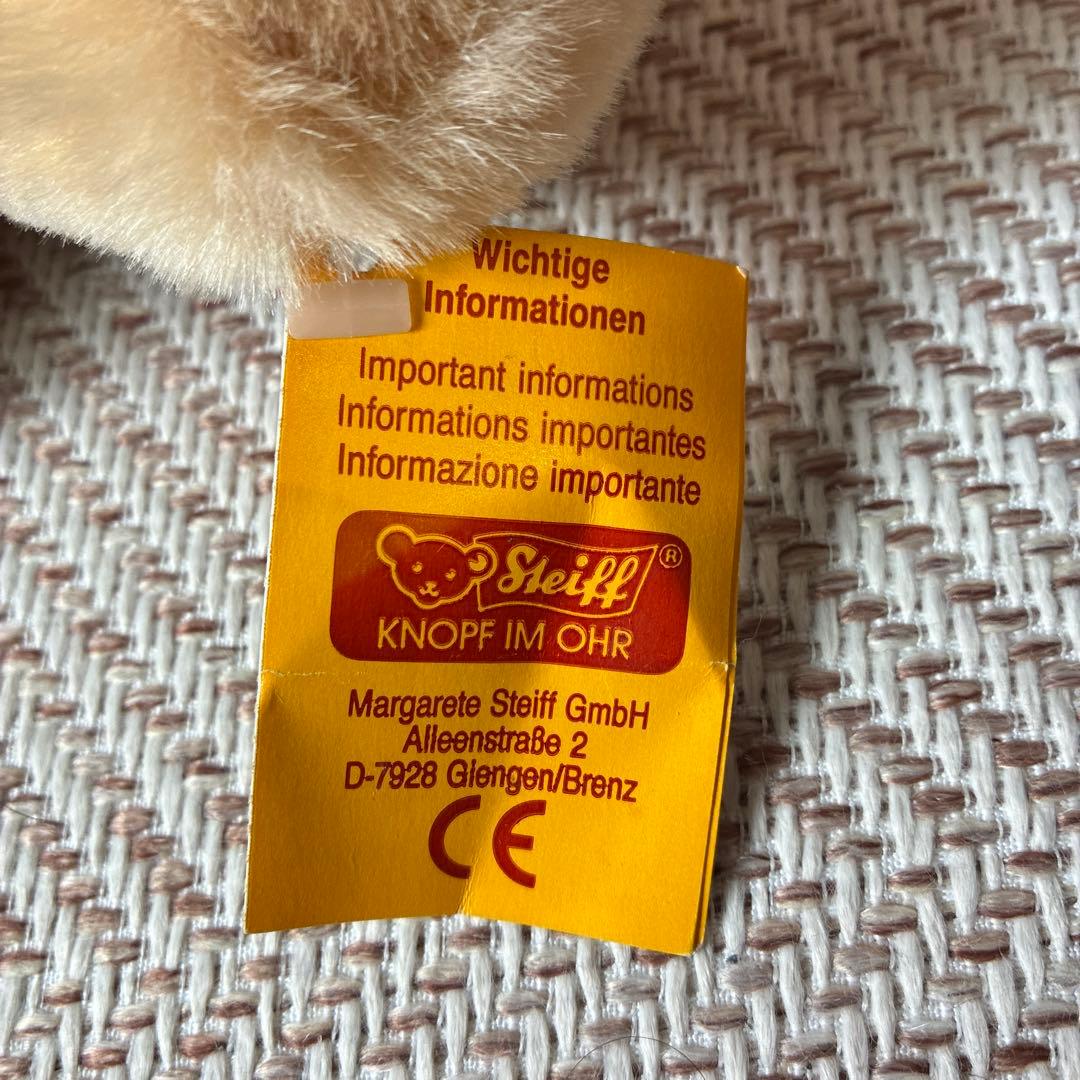 Wichtige
Informationen
Important informations
Informations importantes
Informazione importante
Steiff®
KNOPF IM OHR
Margarete Steiff GmbH
Alleenstraße 2
D-7928 Giengen/Brenz
CE